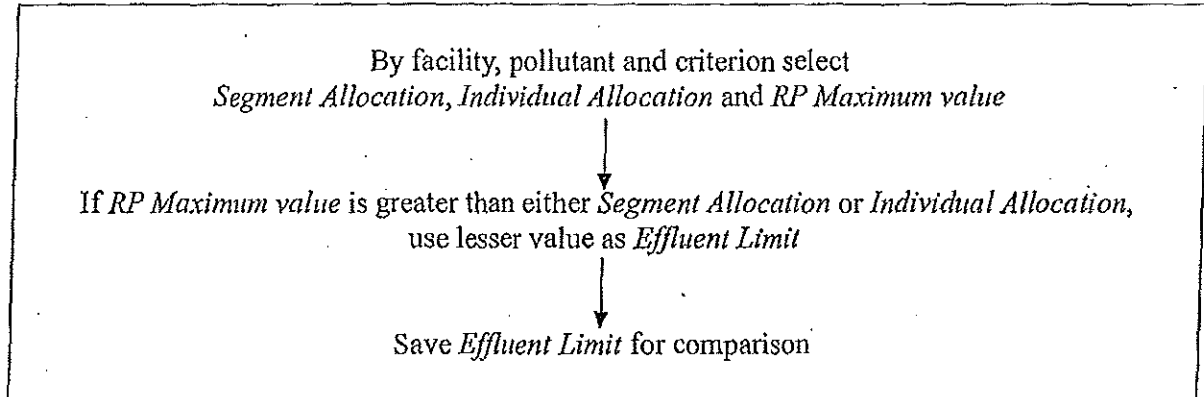 By facility, pollutant and criterion select
Segment Allocation, Individual Allocation and RP Maximum value
If RP Maximum value is greater than either Segment Allocation or Individual Allocation,
use lesser value as Effluent Limit
Save Effluent Limit for comparison